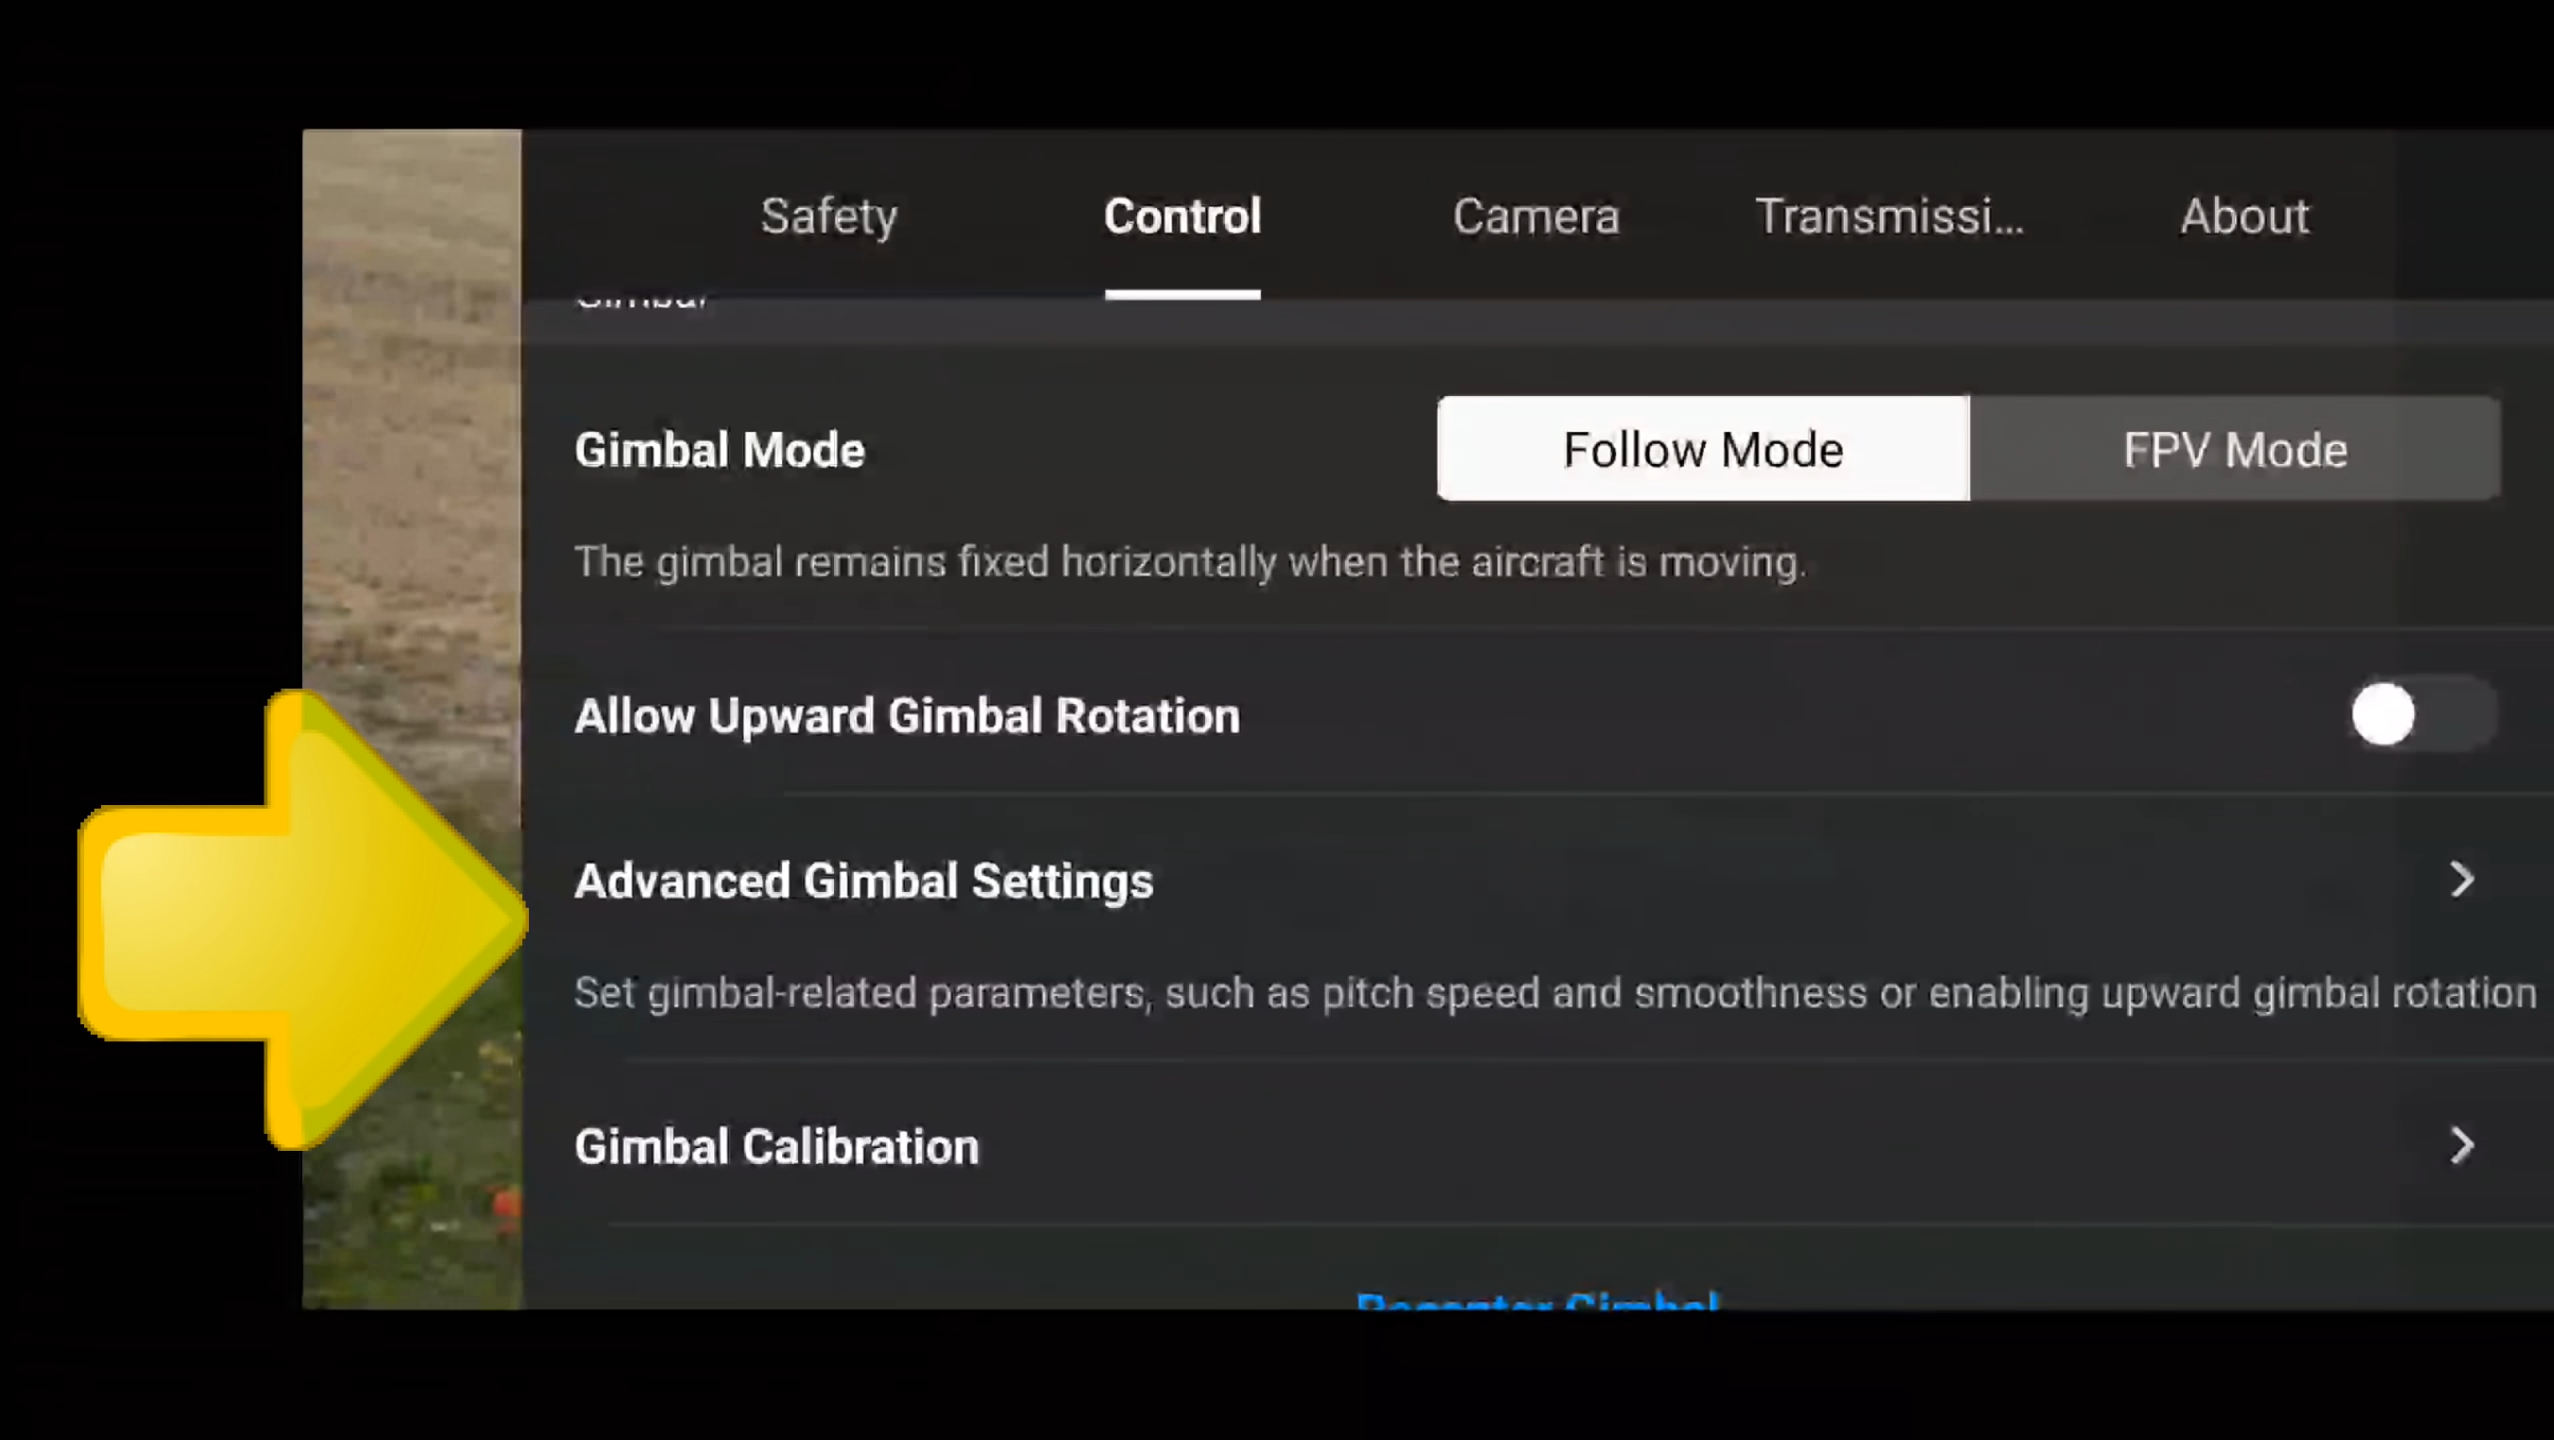 Safety Control Camera Transmissi... About
Gimbal Mode Follow Mode FPV Mode
The gimbal remains fixed horizontally when the aircraft is moving.
Allow Upward Gimbal Rotation
Advanced Gimbal Settings
Set gimbal-related parameters, such as pitch speed and smoothness or enabling upward gimbal rotation
Gimbal Calibration
Recenter Gimbal